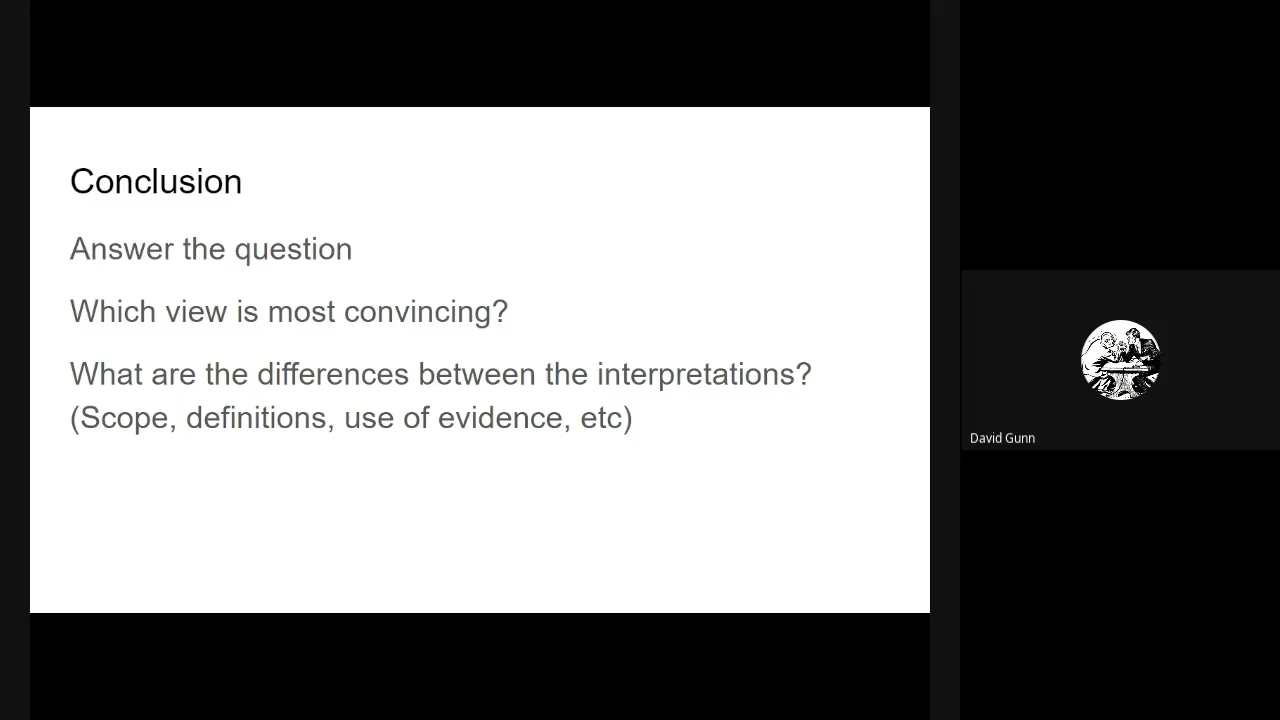 Conclusion
Answer the question
Which view is most convincing?
What are the differences between the interpretations?
(Scope, definitions, use of evidence, etc)
David Gunn